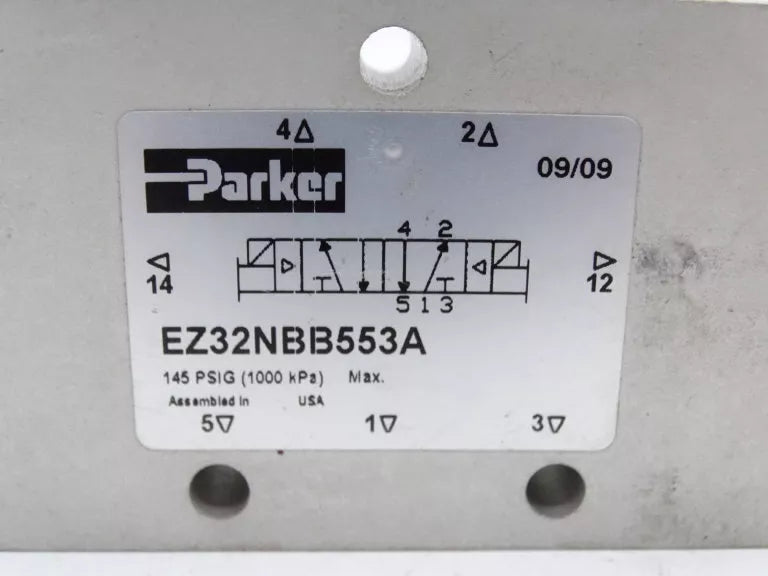 4△ 2△
Parker 09/09
4 2
◁ ▷
14 12
5 1 3
EZ32NBB553A
145 PSIG (1000 kPa) Max.
Assembled in USA
5▽ 1▽ 3▽